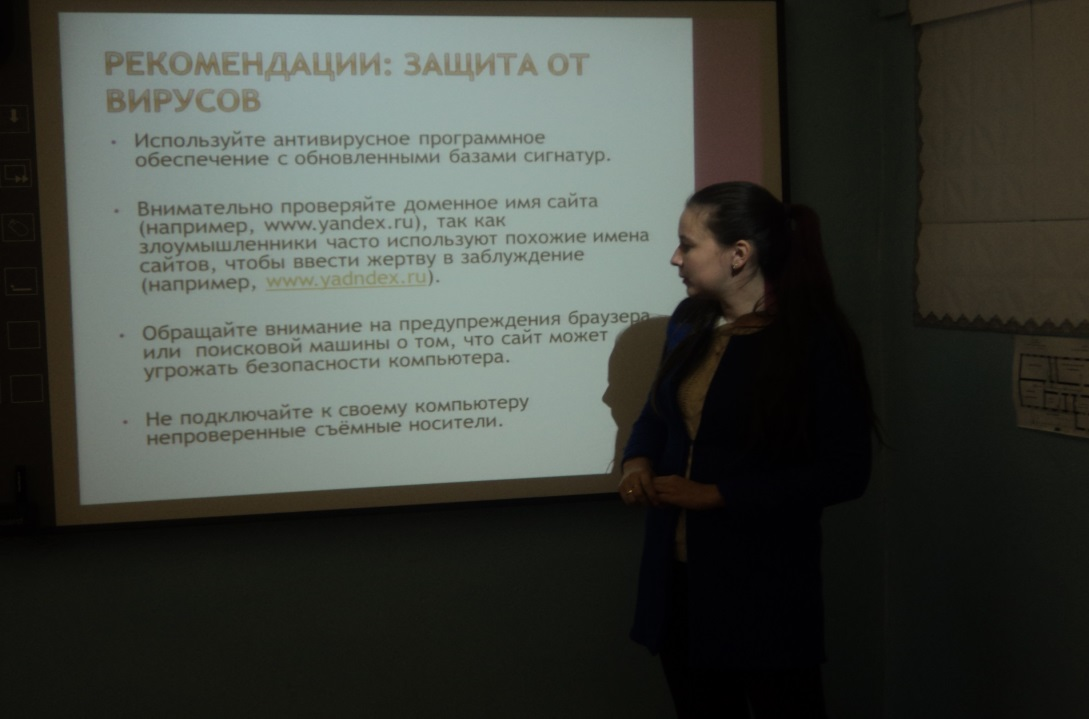 РЕКОМЕНДАЦИИ: ЗАЩИТА ОТ
ВИРУСОВ
• Используйте антивирусное программное
обеспечение с обновленными базами сигнатур.
• Внимательно проверяйте доменное имя сайта
(например, www.yandex.ru), так как
злоумышленники часто используют похожие имена
сайтов, чтобы ввести жертву в заблуждение
(например, www.yadndex.ru).
• Обращайте внимание на предупреждения браузера
или поисковой машины о том, что сайт может
угрожать безопасности компьютера.
• Не подключайте к своему компьютеру
непроверенные съёмные носители.